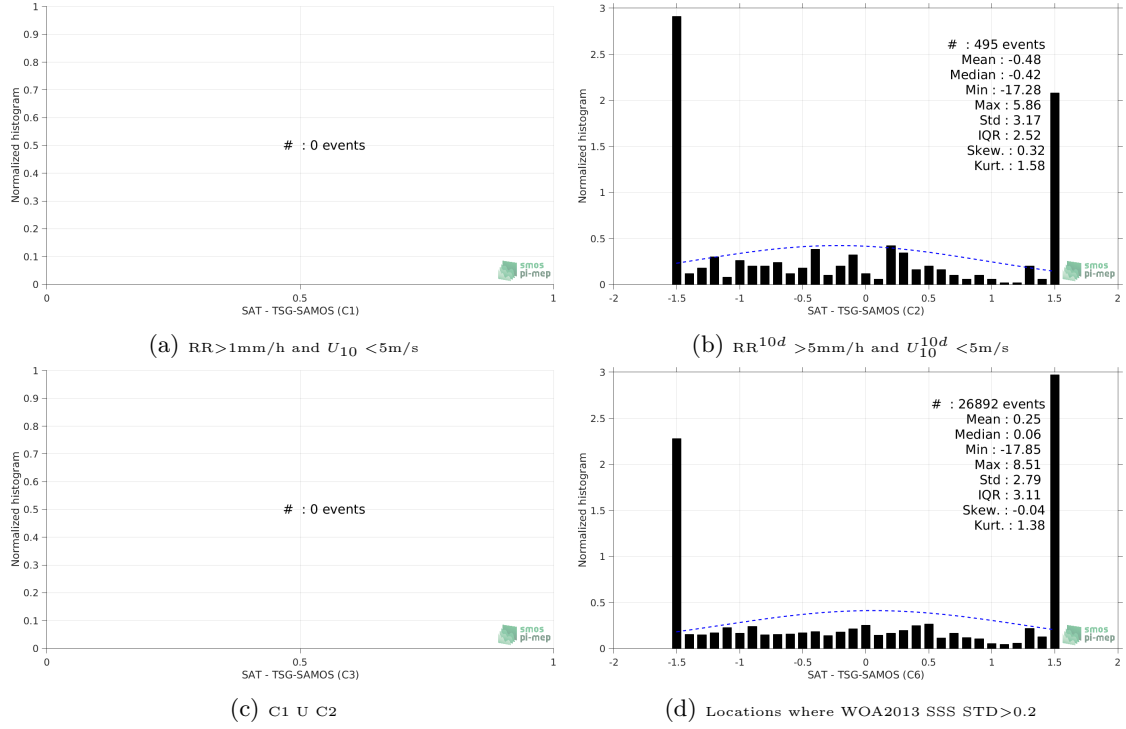 1
0.9
0.8
0.7
0.6
0.5
0.4
0.3
0.2
0.1
0
Normalized histogram
# : 0 events
smos
pi-mep
0
0.5
1
SAT - TSG-SAMOS (C1)
(a) RR>1mm/h and U10 <5m/s
3
2.5
2
1.5
1
0.5
0
Normalized histogram
# : 495 events
Mean : -0.48
Median : -0.42
Min : -17.28
Max : 5.86
Std : 3.17
IQR : 2.52
Skew. : 0.32
Kurt. : 1.58
smos
pi-mep
-2
-1.5
-1
-0.5
0
0.5
1
1.5
2
SAT - TSG-SAMOS (C2)
(b) RR^10d >5mm/h and U10^10d <5m/s
1
0.9
0.8
0.7
0.6
0.5
0.4
0.3
0.2
0.1
0
Normalized histogram
# : 0 events
smos
pi-mep
0
0.5
1
SAT - TSG-SAMOS (C3)
(c) C1 U C2
3
2.5
2
1.5
1
0.5
0
Normalized histogram
# : 26892 events
Mean : 0.25
Median : 0.06
Min : -17.85
Max : 8.51
Std : 2.79
IQR : 3.11
Skew. : -0.04
Kurt. : 1.38
smos
pi-mep
-2
-1.5
-1
-0.5
0
0.5
1
1.5
2
SAT - TSG-SAMOS (C6)
(d) Locations where WOA2013 SSS STD>0.2